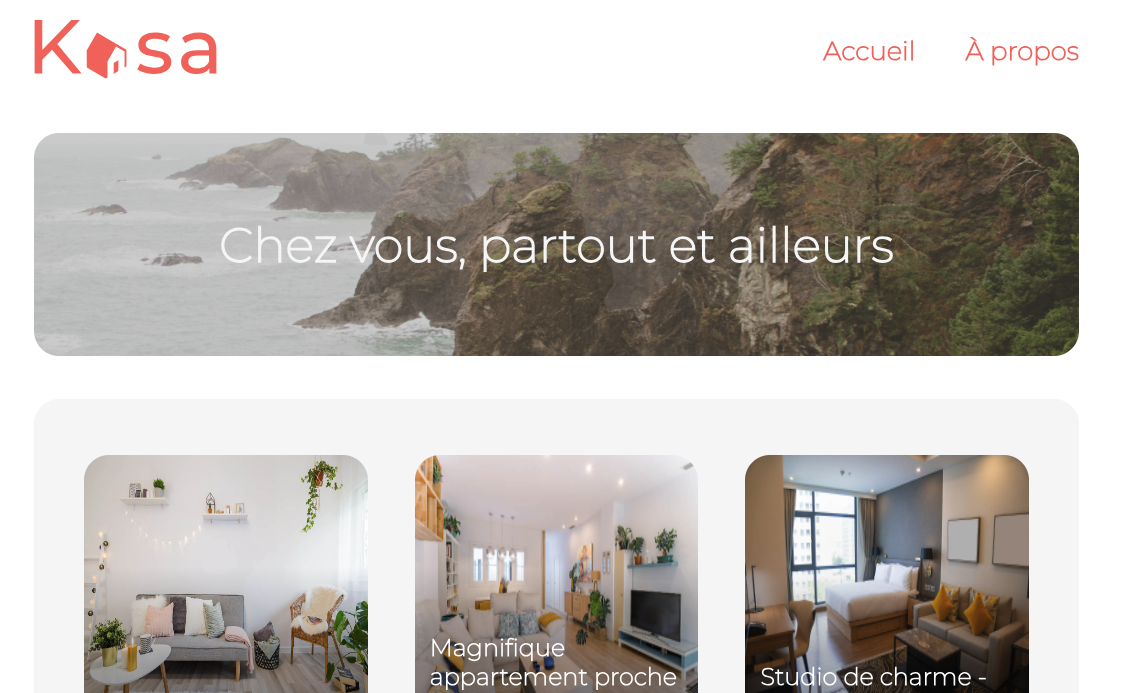 Kasa
Accueil
À propos
Chez vous, partout et ailleurs
Magnifique
appartement proche
Studio de charme -